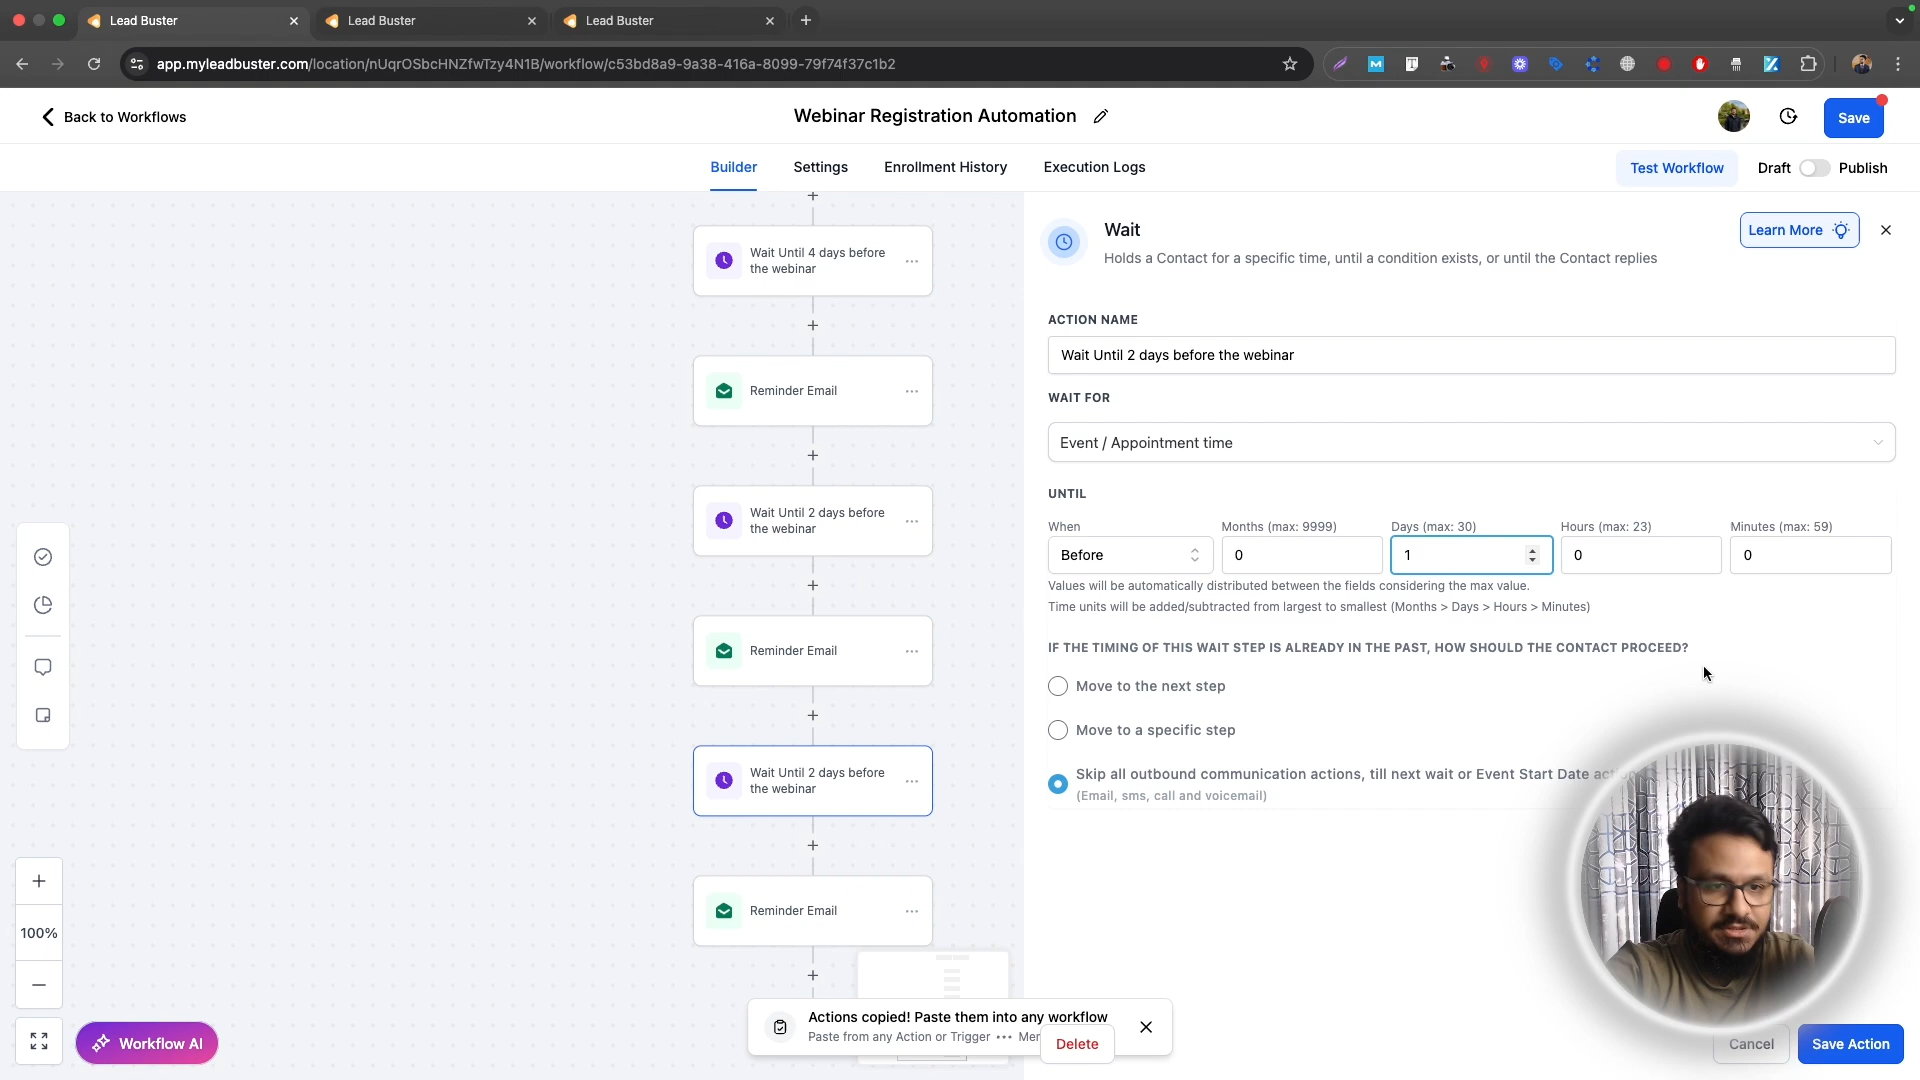 Lead Buster
Lead Buster
Lead Buster
app.myleadbuster.com/location/nUqrOSbcHNZfwTzy4N1B/workflow/c53bd8a9-9a38-416a-8099-79f74f37c1b2
Back to Workflows
Webinar Registration Automation
Save
Builder
Settings
Enrollment History
Execution Logs
Test Workflow
Draft
Publish
Wait Until 4 days before
the webinar
Reminder Email
Wait Until 2 days before
the webinar
Reminder Email
Wait Until 2 days before
the webinar
Reminder Email
100%
Workflow AI
Wait
Holds a Contact for a specific time, until a condition exists, or until the Contact replies
Learn More
ACTION NAME
Wait Until 2 days before the webinar
WAIT FOR
Event / Appointment time
UNTIL
When
Months (max: 9999)
Days (max: 30)
Hours (max: 23)
Minutes (max: 59)
Before
0
1
0
0
Values will be automatically distributed between the fields considering the max value.
Time units will be added/subtracted from largest to smallest (Months > Days > Hours > Minutes)
IF THE TIMING OF THIS WAIT STEP IS ALREADY IN THE PAST, HOW SHOULD THE CONTACT PROCEED?
Move to the next step
Move to a specific step
Skip all outbound communication actions, till next wait or Event Start Date
(Email, sms, call and voicemail)
Actions copied! Paste them into any workflow
Paste from any Action or Trigger
Delete
Cancel
Save Action